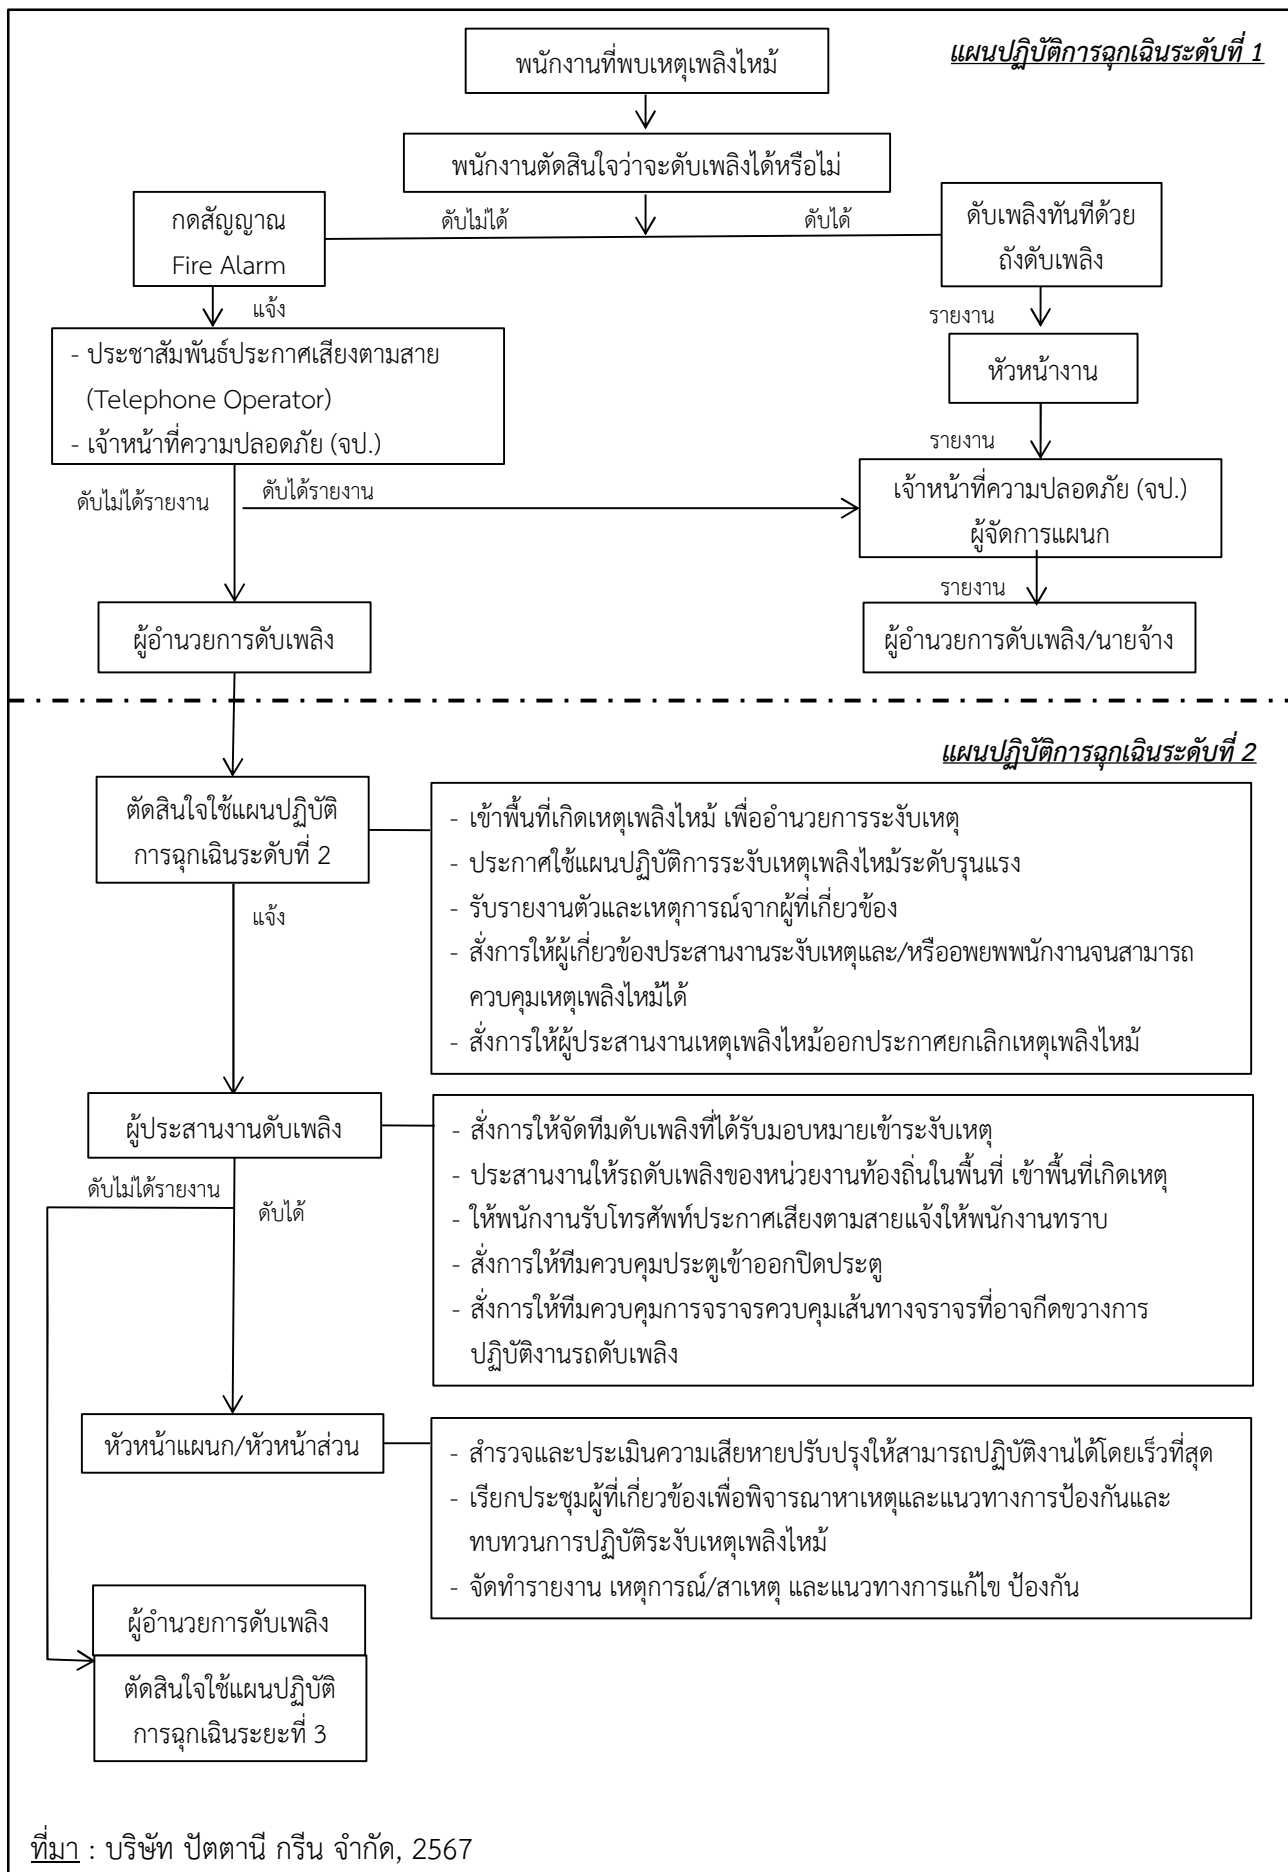 แผนปฏิบัติการฉุกเฉินระดับที่ 1
พนักงานที่พบเหตุเพลิงไหม้
พนักงานตัดสินใจว่าจะดับเพลิงได้หรือไม่
ดับไม่ได้
ดับได้
กดสัญญาณ
Fire Alarm
ดับเพลิงทันทีด้วย
ถังดับเพลิง
แจ้ง
รายงาน
- ประชาสัมพันธ์ประกาศเสียงตามสาย
(Telephone Operator)
- เจ้าหน้าที่ความปลอดภัย (จป.)
หัวหน้างาน
รายงาน
ดับไม่ได้รายงาน
ดับได้รายงาน
เจ้าหน้าที่ความปลอดภัย (จป.)
ผู้จัดการแผนก
รายงาน
ผู้อำนวยการดับเพลิง
ผู้อำนวยการดับเพลิง/นายจ้าง
แผนปฏิบัติการฉุกเฉินระดับที่ 2
ตัดสินใจใช้แผนปฏิบัติ
การฉุกเฉินระดับที่ 2
- เข้าพื้นที่เกิดเหตุเพลิงไหม้ เพื่ออำนวยการระงับเหตุ
- ประกาศใช้แผนปฏิบัติการระงับเหตุเพลิงไหม้ระดับรุนแรง
- รับรายงานตัวและเหตุการณ์จากผู้ที่เกี่ยวข้อง
- สั่งการให้ผู้เกี่ยวข้องประสานงานระงับเหตุและ/หรืออพยพพนักงานจนสามารถ
ควบคุมเหตุเพลิงไหม้ได้
- สั่งการให้ผู้ประสานงานเหตุเพลิงไหม้ออกประกาศยกเลิกเหตุเพลิงไหม้
แจ้ง
ผู้ประสานงานดับเพลิง
- สั่งการให้จัดทีมดับเพลิงที่ได้รับมอบหมายเข้าระงับเหตุ
- ประสานงานให้รถดับเพลิงของหน่วยงานท้องถิ่นในพื้นที่ เข้าพื้นที่เกิดเหตุ
- ให้พนักงานรับโทรศัพท์ประกาศเสียงตามสายแจ้งให้พนักงานทราบ
- สั่งการให้ทีมควบคุมประตูเข้าออกปิดประตู
- สั่งการให้ทีมควบคุมการจราจรควบคุมเส้นทางจราจรที่อาจกีดขวางการ
ปฏิบัติงานรถดับเพลิง
ดับไม่ได้รายงาน
ดับได้
หัวหน้าแผนก/หัวหน้าส่วน
- สำรวจและประเมินความเสียหายปรับปรุงให้สามารถปฏิบัติงานได้โดยเร็วที่สุด
- เรียกประชุมผู้ที่เกี่ยวข้องเพื่อพิจารณาหาเหตุและแนวทางการป้องกันและ
ทบทวนการปฏิบัติระงับเหตุเพลิงไหม้
- จัดทำรายงาน เหตุการณ์/สาเหตุ และแนวทางการแก้ไข ป้องกัน
ผู้อำนวยการดับเพลิง
ตัดสินใจใช้แผนปฏิบัติ
การฉุกเฉินระยะที่ 3
ที่มา : บริษัท ปัตตานี กรีน จำกัด, 2567